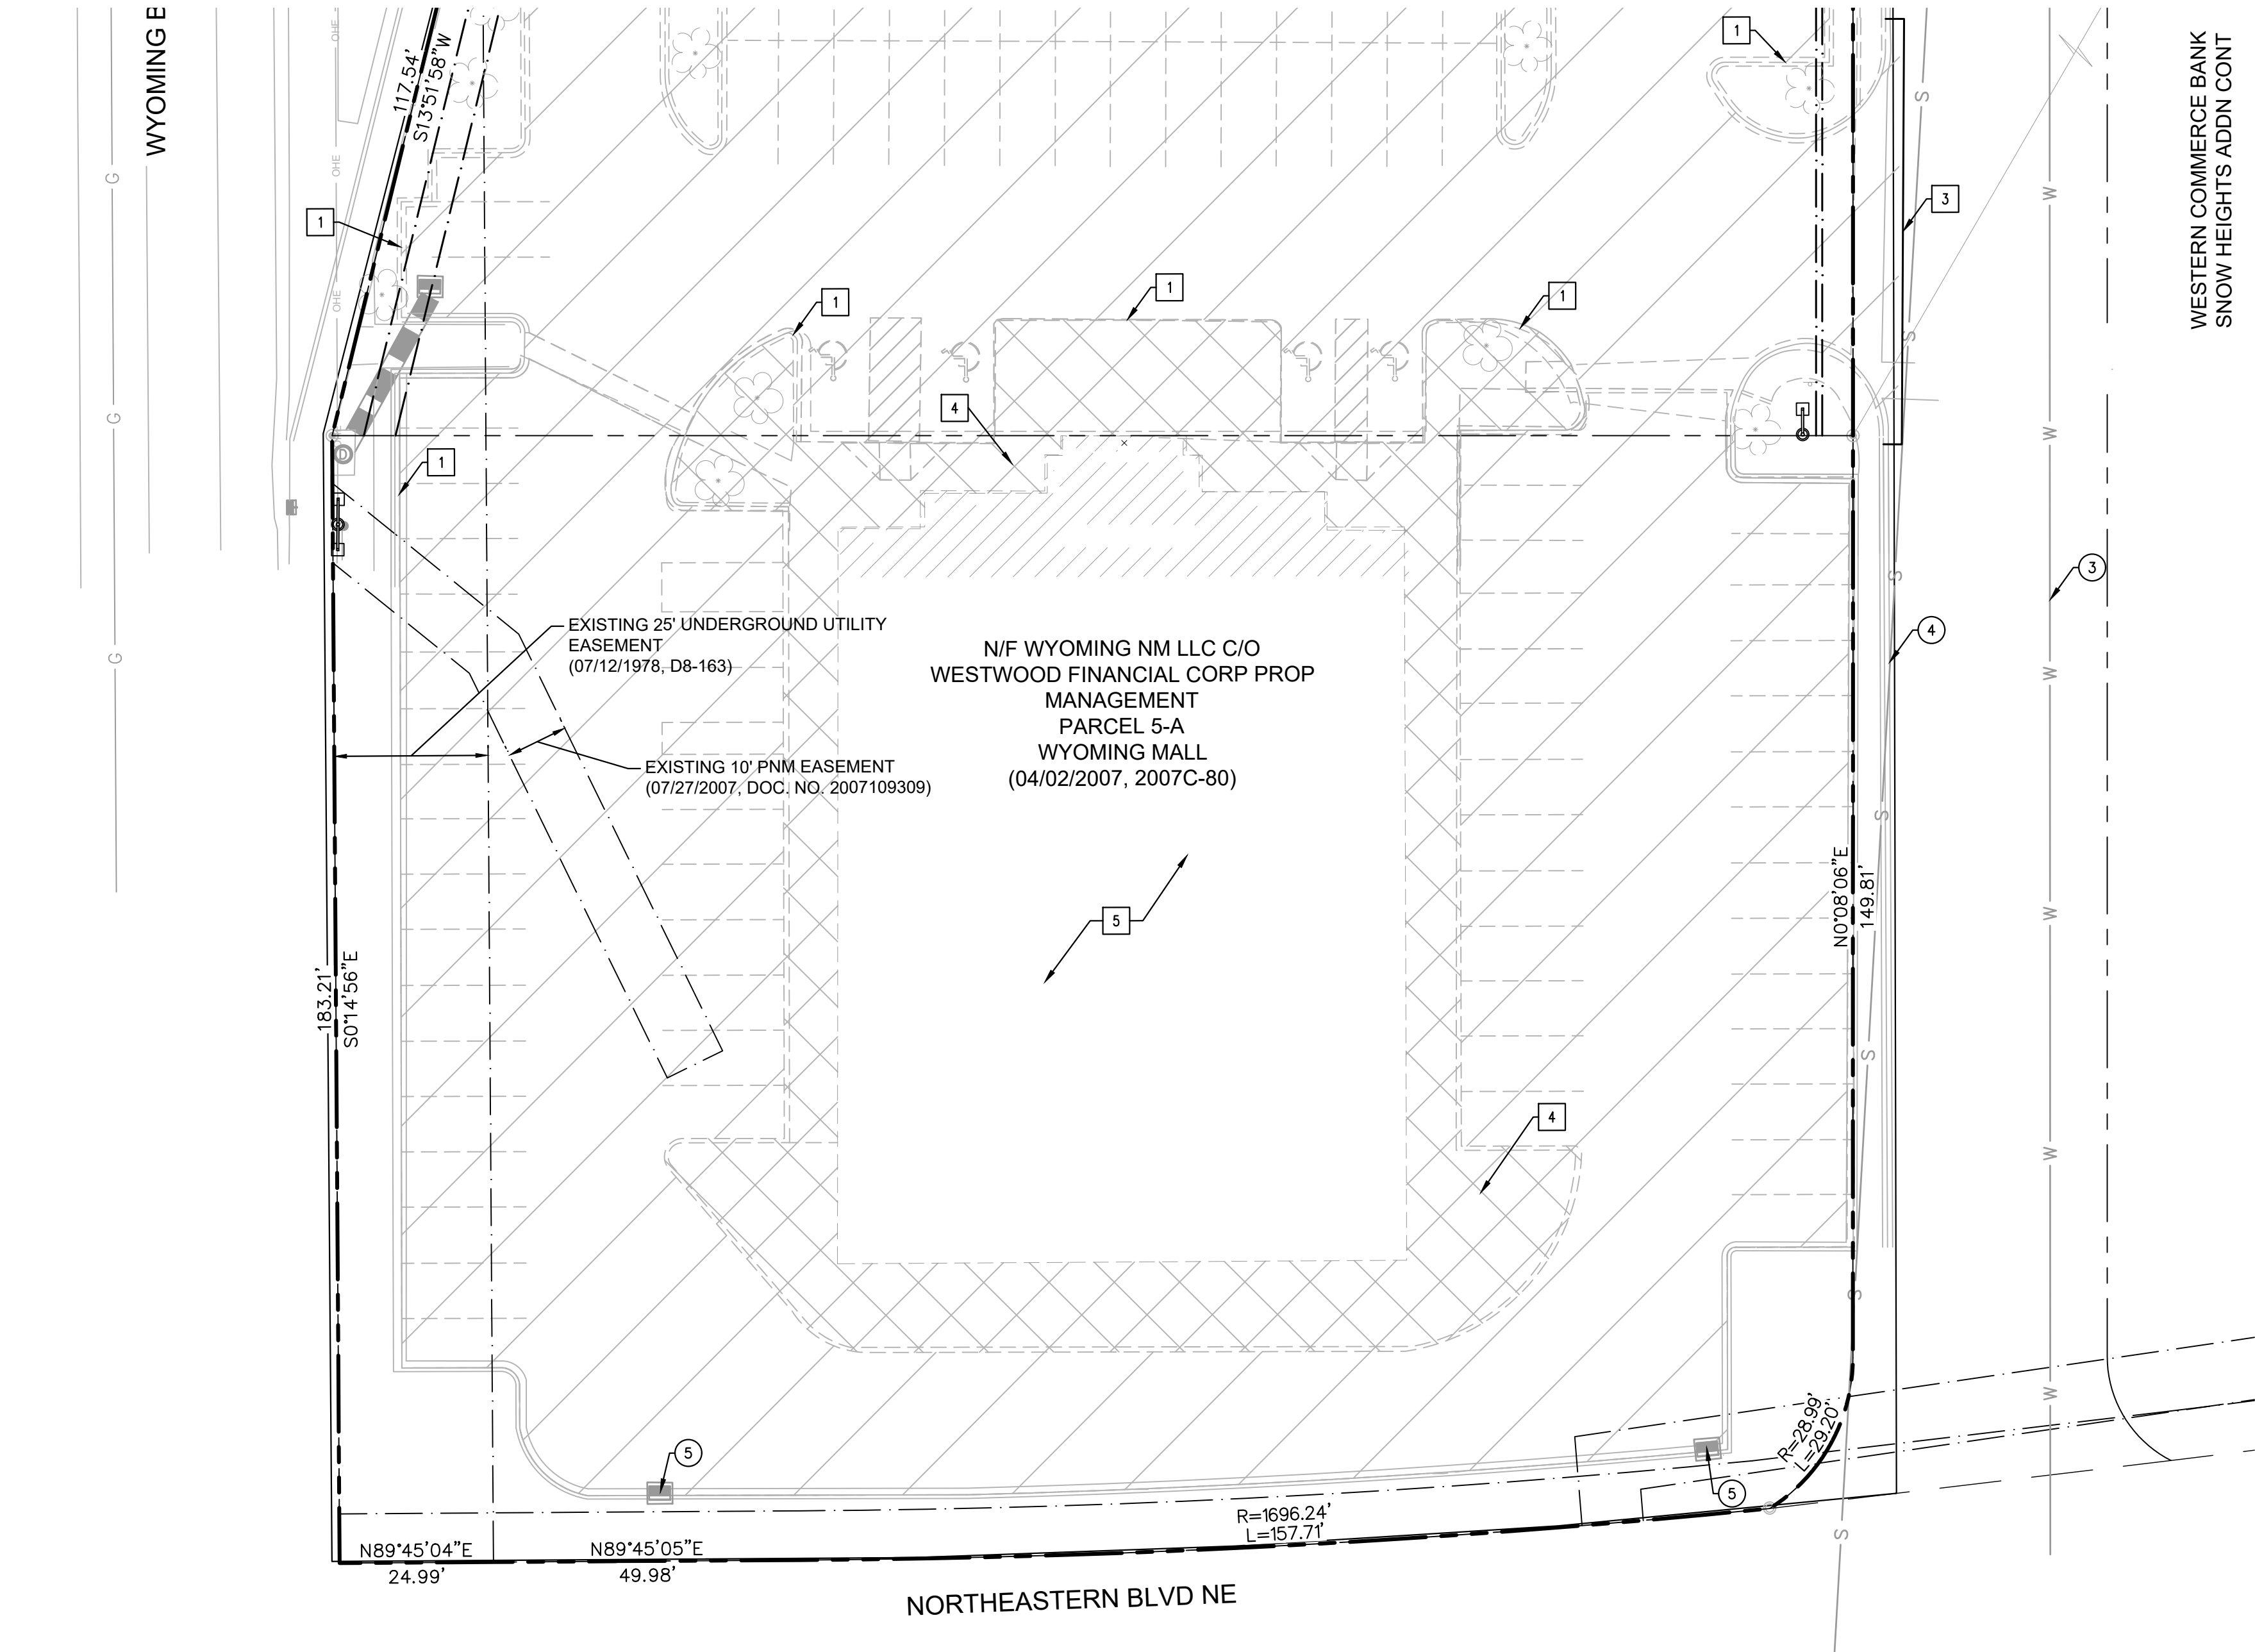 WYOMING B
117.54'
S13°51'58"W
OHE
OHE
OHE
G
G
G
1
1
3
WESTERN COMMERCE BANK
SNOW HEIGHTS ADDN CONT
S
W
1
1
1
1
S
4
W
1
D
S
3
EXISTING 25' UNDERGROUND UTILITY
EASEMENT
(07/12/1978, D8-163)
N/F WYOMING NM LLC C/O
WESTWOOD FINANCIAL CORP PROP
MANAGEMENT
PARCEL 5-A
WYOMING MALL
(04/02/2007, 2007C-80)
4
W
EXISTING 10' PNM EASEMENT
(07/27/2007, DOC. NO. 2007109309)
S
5
N0°08'06"E
149.81'
W
183.21'
S0°14'56"E
S
4
W
S
W
5
R=28.99'
L=29.20'
5
R=1696.24'
L=157.71'
S
N89°45'04"E
24.99'
N89°45'05"E
49.98'
NORTHEASTERN BLVD NE